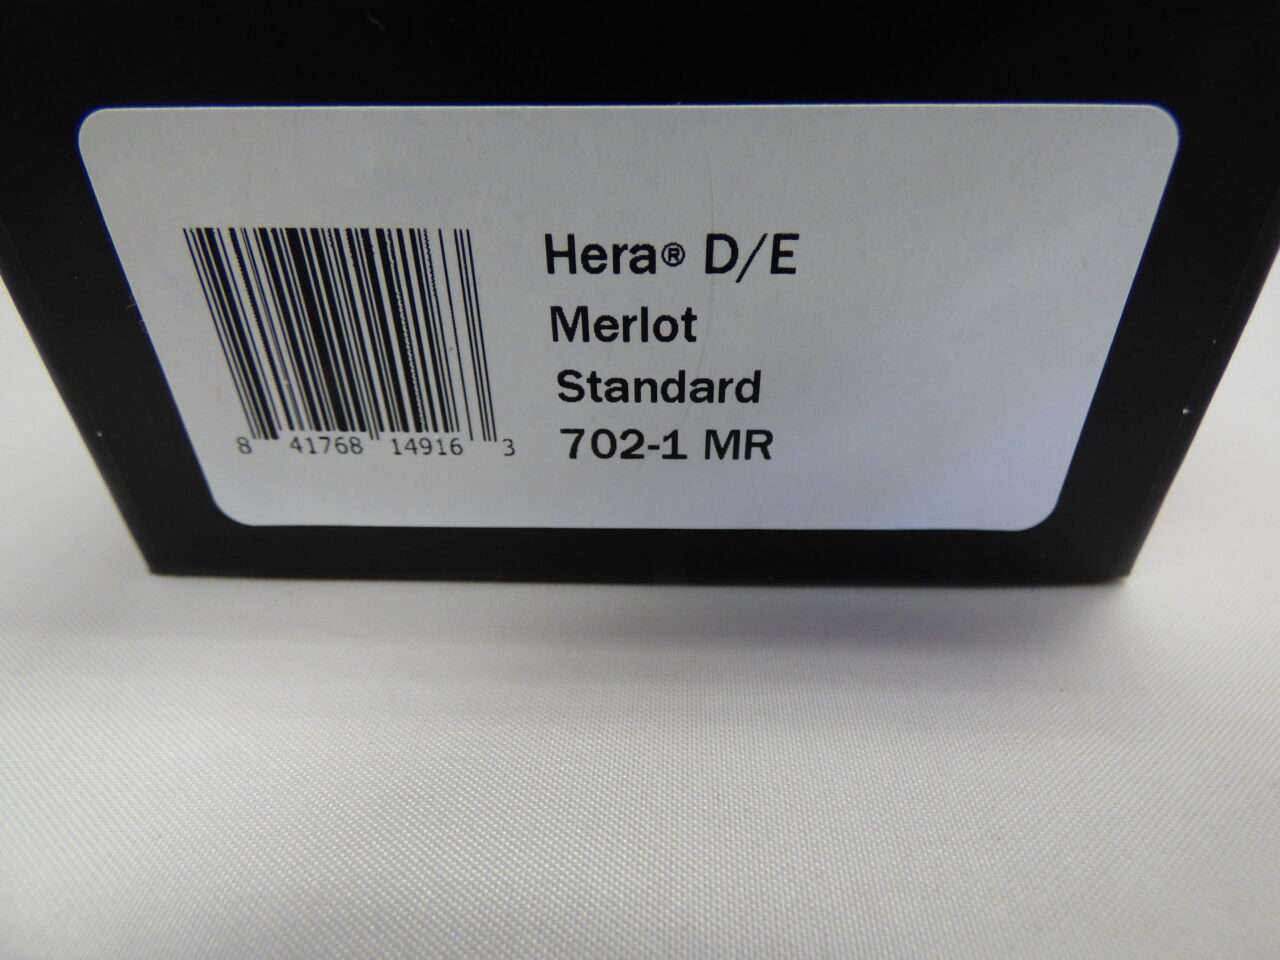 Hera® D/E
Merlot
Standard
702-1 MR
8 41768 14916 3